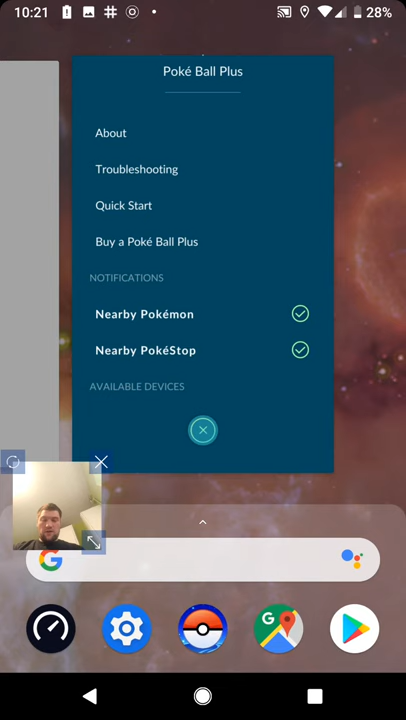 10:21
28%
Poké Ball Plus
About
Troubleshooting
Quick Start
Buy a Poké Ball Plus
NOTIFICATIONS
Nearby Pokémon
Nearby PokéStop
AVAILABLE DEVICES